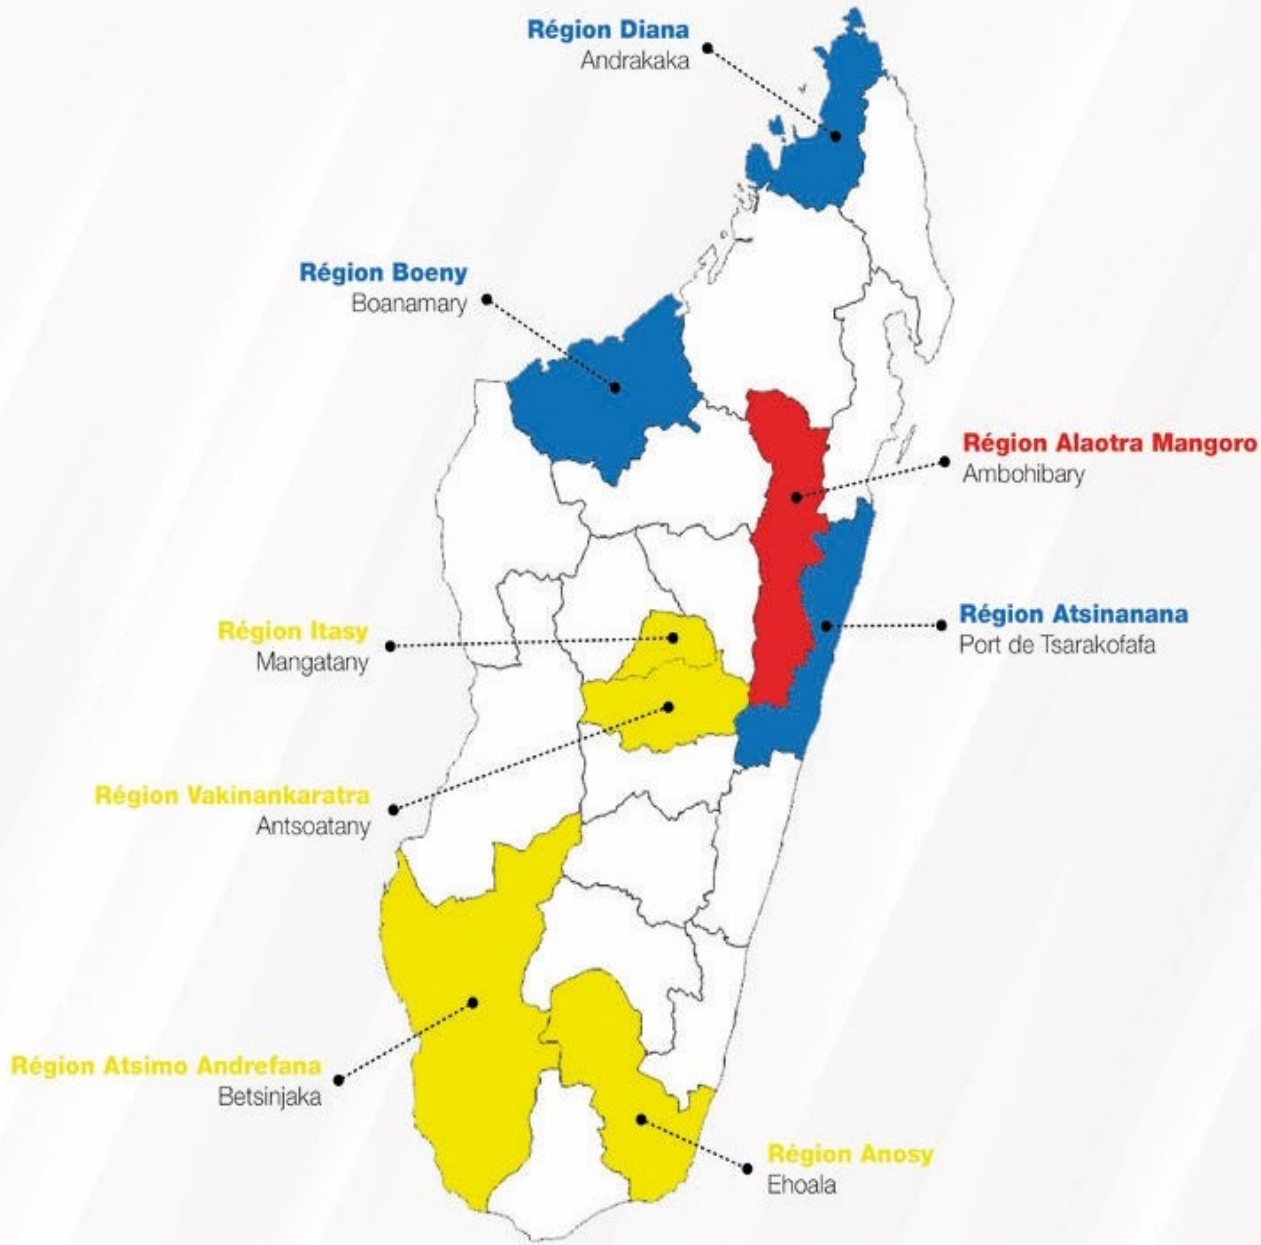 Région Diana
Andrakaka
Région Boeny
Boanamary
Région Alaotra Mangoro
Ambohibary
Région Atsinanana
Port de Tsarakofafa
Région Itasy
Mangatany
Région Vakinankaratra
Antsoatany
Région Atsimo Andrefana
Betsinjaka
Région Anosy
Ehoala